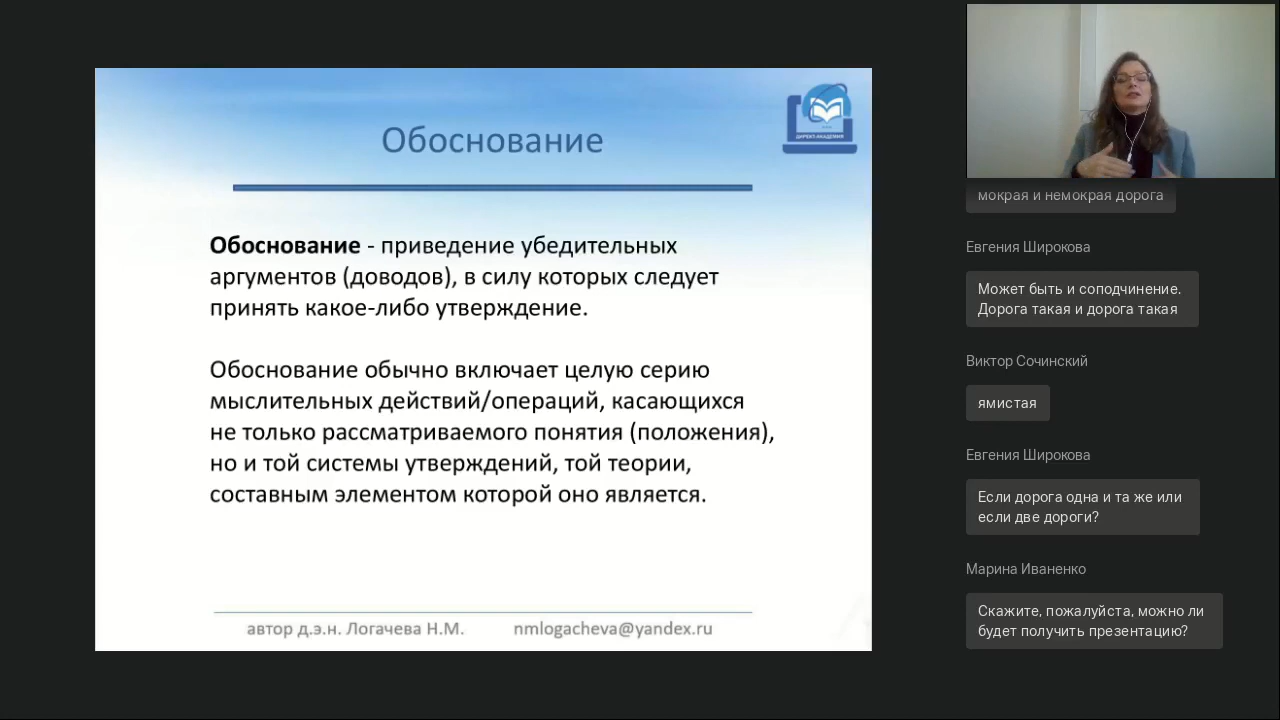 Обоснование
ДИРЕКТ-АКАДЕМИЯ
Обоснование - приведение убедительных
аргументов (доводов), в силу которых следует
принять какое-либо утверждение.
Обоснование обычно включает целую серию
мыслительных действий/операций, касающихся
не только рассматриваемого понятия (положения),
но и той системы утверждений, той теории,
составным элементом которой оно является.
автор д.э.н. Логачева Н.М.
nmlogacheva@yandex.ru
мокрая и немокрая дорога
Евгения Широкова
Может быть и соподчинение.
Дорога такая и дорога такая
Виктор Сочинский
ямистая
Евгения Широкова
Если дорога одна и та же или
если две дороги?
Марина Иваненко
Скажите, пожалуйста, можно ли
будет получить презентацию?